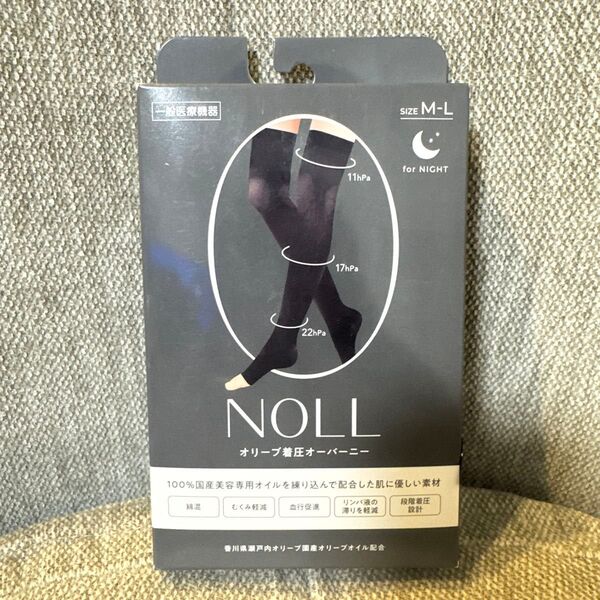 一般医療機器
SIZE M-L
for NIGHT
11hPa
17hPa
22hPa
NOLL
オリーブ着圧オーバーニー
100%国産美容専用オイルを練り込んで配合した肌に優しい素材
綿混
むくみ軽減
血行促進
リンパ液の
滞りを軽減
段階着圧
設計
香川県瀬戸内オリーブ園産オリーブオイル配合